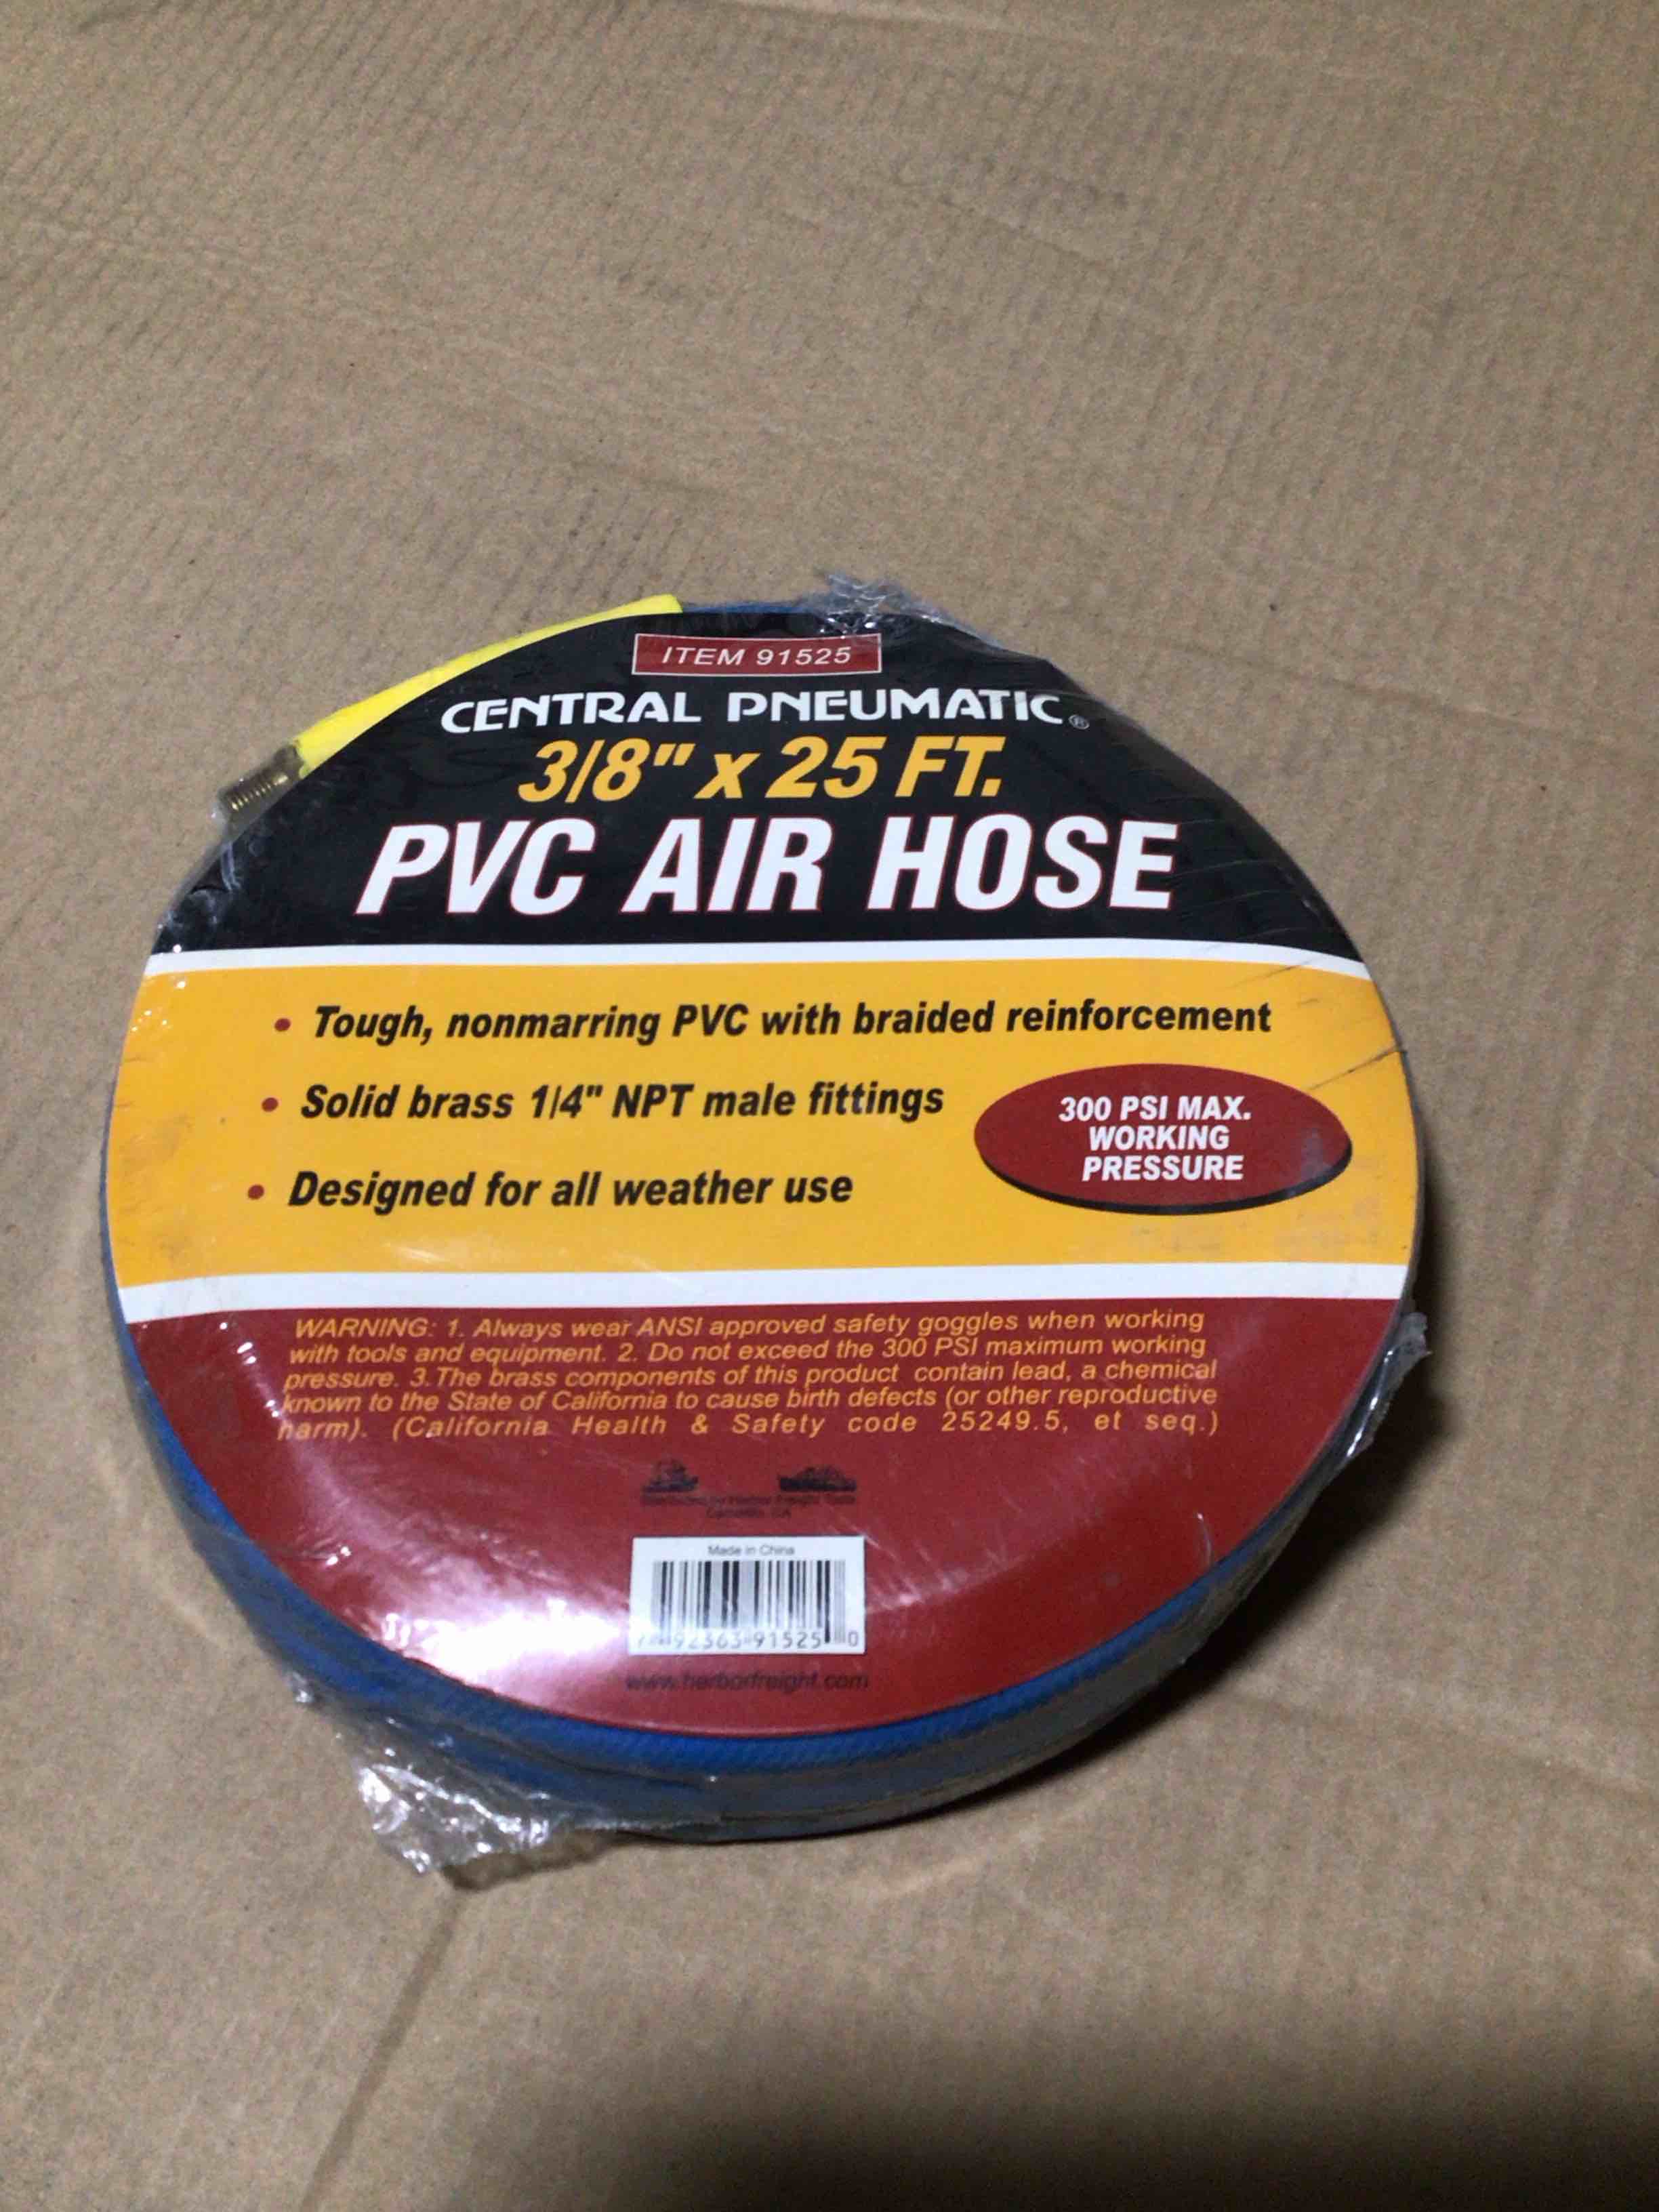 ITEM 91525
CENTRAL PNEUMATIC®
3/8" x 25 FT.
PVC AIR HOSE
• Tough, nonmarring PVC with braided reinforcement
• Solid brass 1/4" NPT male fittings
• Designed for all weather use
300 PSI MAX.
WORKING
PRESSURE
WARNING: 1. Always wear ANSI approved safety goggles when working
with tools and equipment. 2. Do not exceed the 300 PSI maximum working
pressure. 3. The brass components of this product contain lead, a chemical
known to the State of California to cause birth defects (or other reproductive
harm). (California Health & Safety code 25249.5, et seq.)
Made in China
7 92363 91525 0
www.harborfreight.com